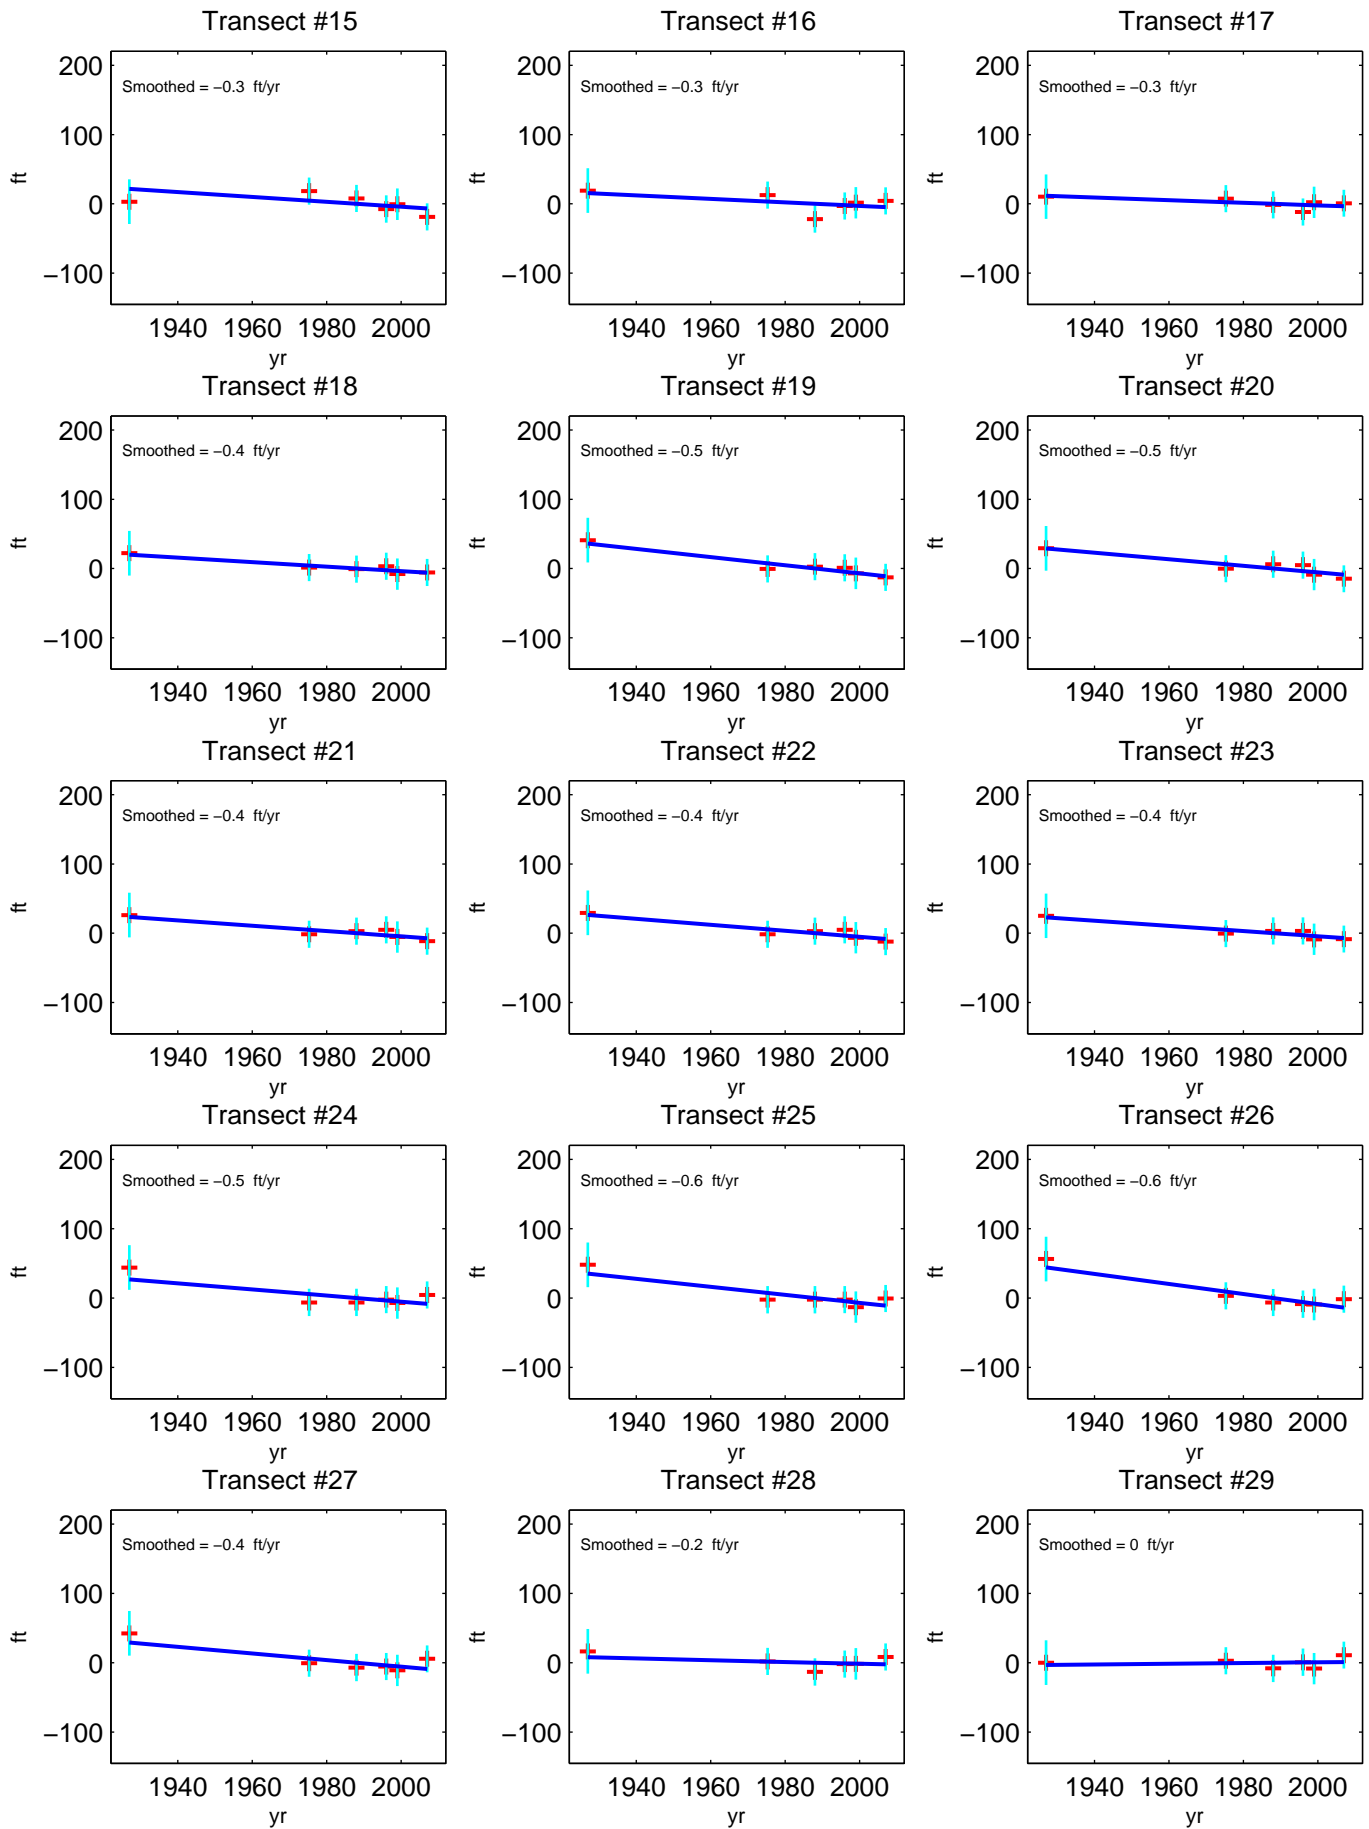 Transect #15
200
100
0
−100
Smoothed = −0.3 ft/yr
ft
1940 1960 1980 2000
yr
Transect #16
200
100
0
−100
Smoothed = −0.3 ft/yr
ft
1940 1960 1980 2000
yr
Transect #17
200
100
0
−100
Smoothed = −0.3 ft/yr
ft
1940 1960 1980 2000
yr
Transect #18
200
100
0
−100
Smoothed = −0.4 ft/yr
ft
1940 1960 1980 2000
yr
Transect #19
200
100
0
−100
Smoothed = −0.5 ft/yr
ft
1940 1960 1980 2000
yr
Transect #20
200
100
0
−100
Smoothed = −0.5 ft/yr
ft
1940 1960 1980 2000
yr
Transect #21
200
100
0
−100
Smoothed = −0.4 ft/yr
ft
1940 1960 1980 2000
yr
Transect #22
200
100
0
−100
Smoothed = −0.4 ft/yr
ft
1940 1960 1980 2000
yr
Transect #23
200
100
0
−100
Smoothed = −0.4 ft/yr
ft
1940 1960 1980 2000
yr
Transect #24
200
100
0
−100
Smoothed = −0.5 ft/yr
ft
1940 1960 1980 2000
yr
Transect #25
200
100
0
−100
Smoothed = −0.6 ft/yr
ft
1940 1960 1980 2000
yr
Transect #26
200
100
0
−100
Smoothed = −0.6 ft/yr
ft
1940 1960 1980 2000
yr
Transect #27
200
100
0
−100
Smoothed = −0.4 ft/yr
ft
1940 1960 1980 2000
yr
Transect #28
200
100
0
−100
Smoothed = −0.2 ft/yr
ft
1940 1960 1980 2000
yr
Transect #29
200
100
0
−100
Smoothed = 0 ft/yr
ft
1940 1960 1980 2000
yr